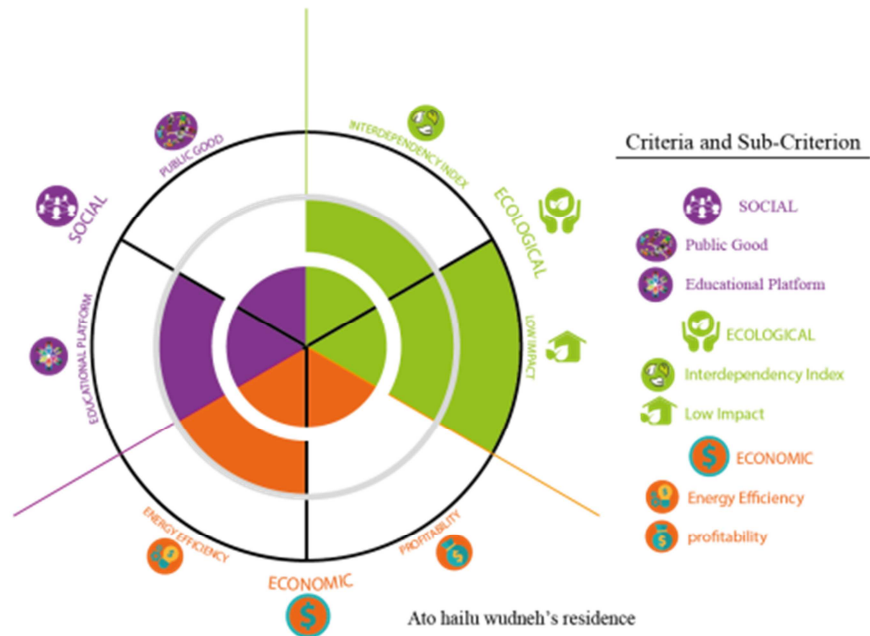 PUBLIC GOOD
INTERDEPENDENCY INDEX
SOCIAL
ECOLOGICAL
EDUCATIONAL PLATFORM
LOW IMPACT
ENERGY EFFICIENCY
PROFITABILITY
ECONOMIC
$
Ato hailu wudneh's residence
Criteria and Sub-Criterion
SOCIAL
Public Good
Educational Platform
ECOLOGICAL
Interdependency Index
Low Impact
$ ECONOMIC
Energy Efficiency
profitability